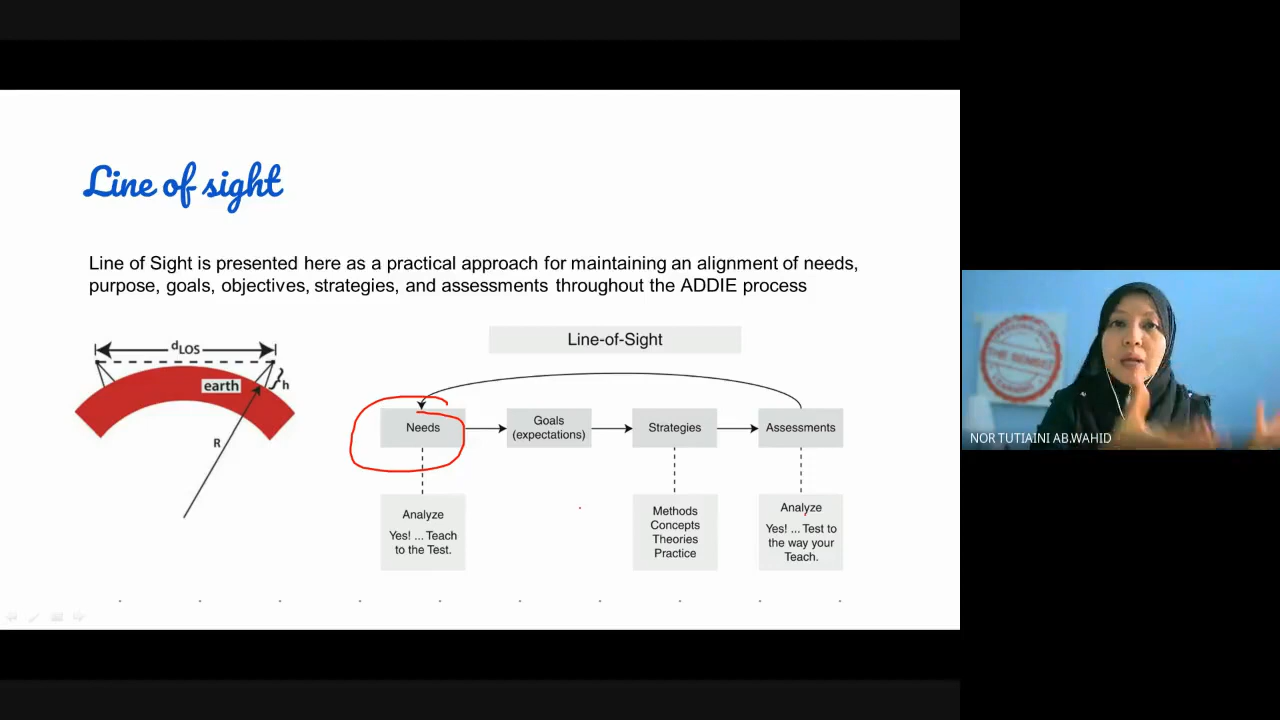 Line of sight
Line of Sight is presented here as a practical approach for maintaining an alignment of needs,
purpose, goals, objectives, strategies, and assessments throughout the ADDIE process
dLOS
earth
h
R
Line-of-Sight
Needs
Goals
(expectations)
Strategies
Assessments
Analyze
Yes! ... Teach
to the Test.
Methods
Concepts
Theories
Practice
Analyze
Yes! ... Test to
the way your
Teach.
THE SENSEI
NOR TUTIAINI AB.WAHID